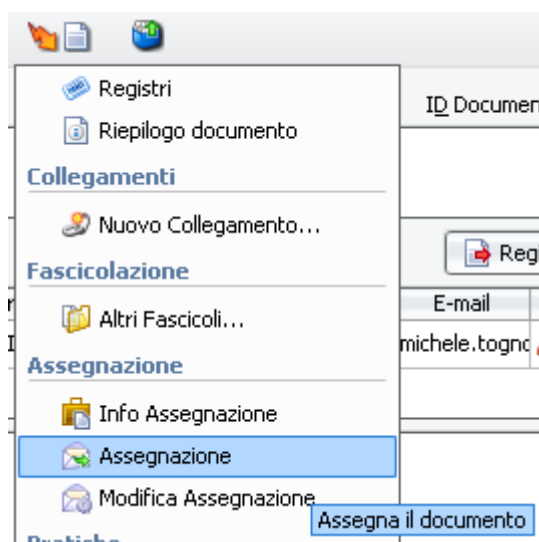 Registri
ID Documen
Riepilogo documento
Collegamenti
Nuovo Collegamento...
Reg
Fascicolazione
E-mail
Altri Fascicoli...
michele.togno
Assegnazione
Info Assegnazione
Assegnazione
Modifica Assegnazione
Assegna il documento
Pratiche